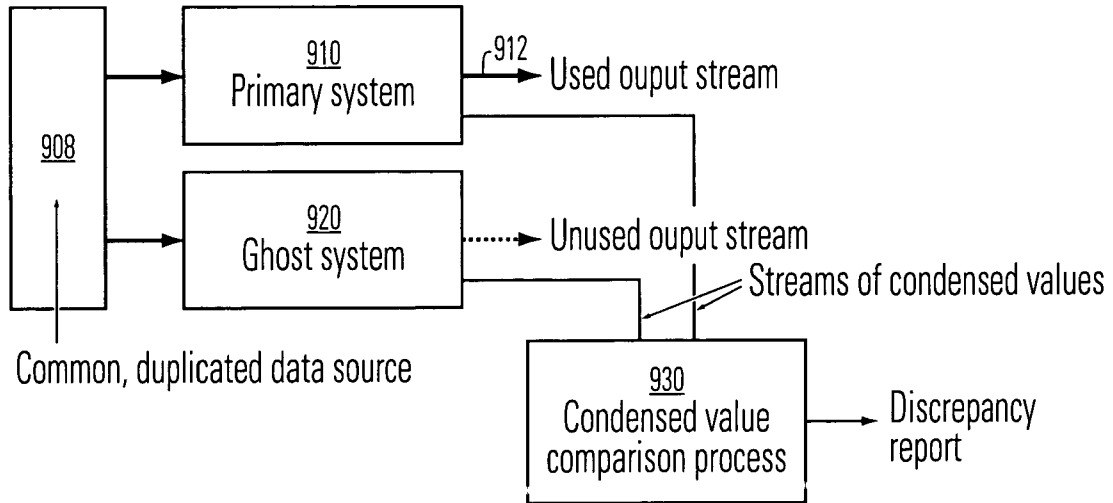 908
910
Primary system
912
Used ouput stream
920
Ghost system
Unused ouput stream
Streams of condensed values
Common, duplicated data source
930
Condensed value
comparison process
Discrepancy
report